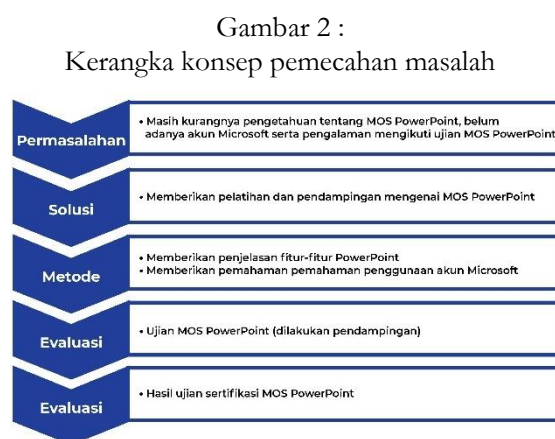 Gambar 2 :
Kerangka konsep pemecahan masalah
Permasalahan
• Masih kurangnya pengetahuan tentang MOS PowerPoint, belum
adanya akun Microsoft serta pengalaman mengikuti ujian MOS PowerPoint
Solusi
• Memberikan pelatihan dan pendampingan mengenai MOS PowerPoint
Metode
• Memberikan penjelasan fitur-fitur PowerPoint
• Memberikan pemahaman pemahaman penggunaan akun Microsoft
Evaluasi
• Ujian MOS PowerPoint (dilakukan pendampingan)
Evaluasi
• Hasil ujian sertifikasi MOS PowerPoint